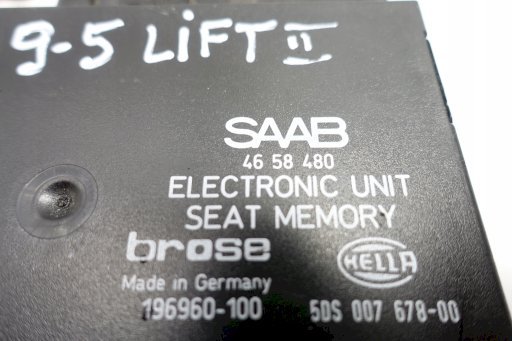 9-5 LiFT II
SAAB
46 58 480
ELECTRONIC UNIT
SEAT MEMORY
brose HELLA
Made in Germany
196960-100 5DS 007 678-00